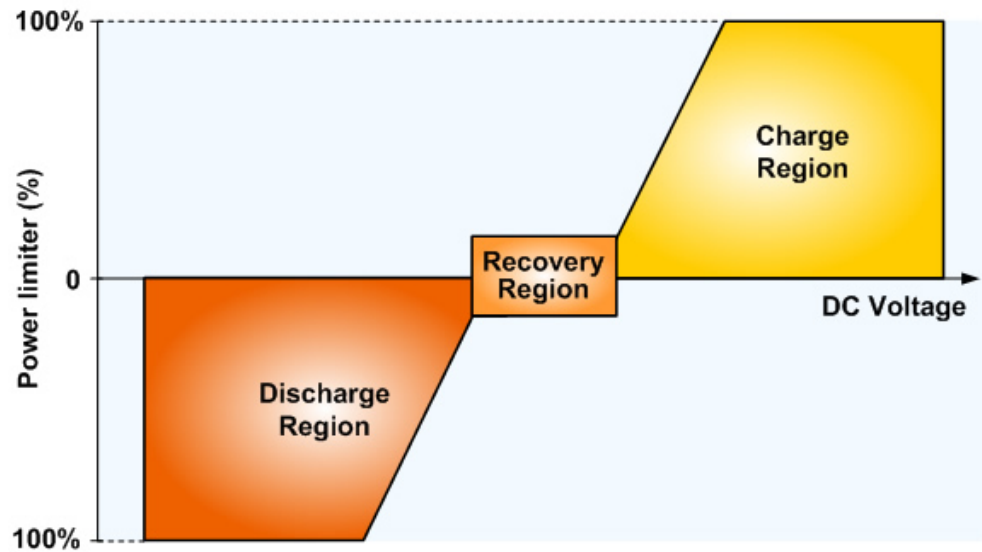 100%
Charge
Region
Power limiter (%)
Recovery
Region
0
DC Voltage
Discharge
Region
100%